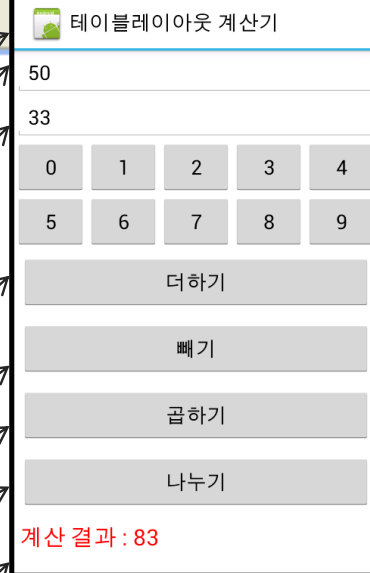 테이블레이아웃 계산기
50
33
0 1 2 3 4
5 6 7 8 9
더하기
빼기
곱하기
나누기
계산 결과 : 83